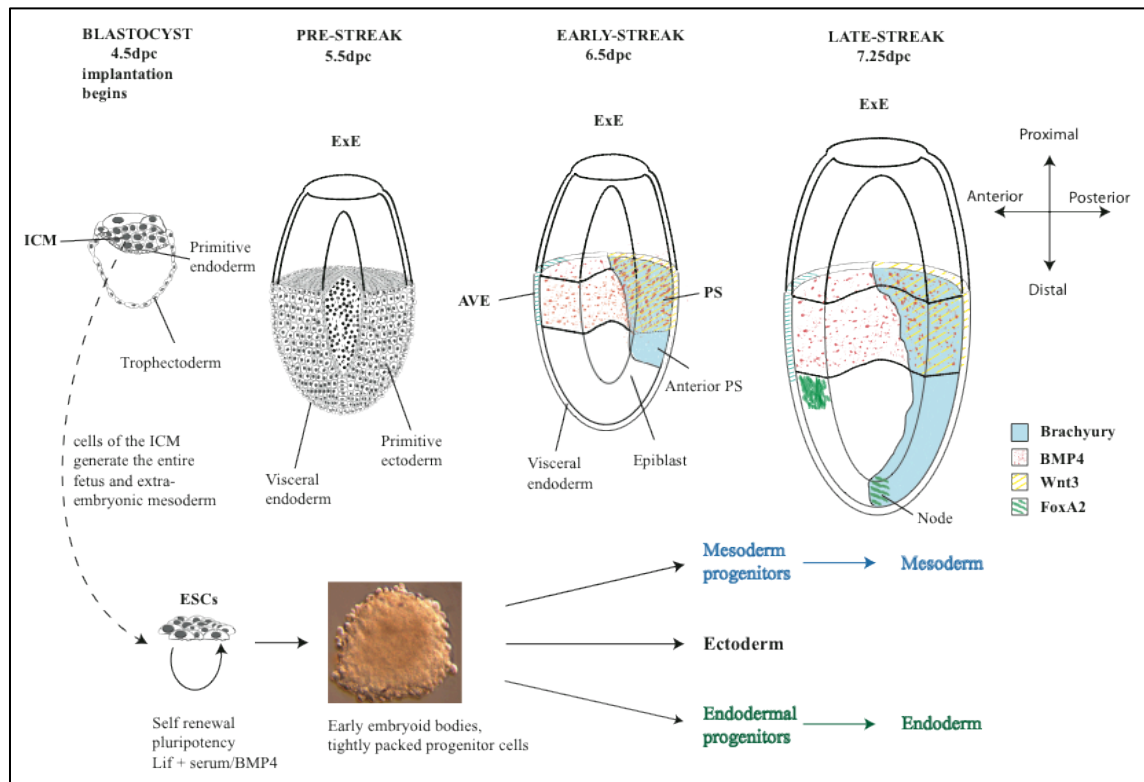 BLASTOCYST
4.5dpc
implantation
begins
PRE-STREAK
5.5dpc
EARLY-STREAK
6.5dpc
LATE-STREAK
7.25dpc
ExE
ExE
ExE
Proximal
Anterior
Posterior
Distal
ICM
Primitive
endoderm
Trophectoderm
AVE
PS
Anterior PS
cells of the ICM
generate the entire
fetus and extra-
embryonic mesoderm
Visceral
endoderm
Primitive
ectoderm
Visceral
endoderm
Epiblast
Node
Brachyury
BMP4
Wnt3
FoxA2
ESCs
Self renewal
pluripotency
Lif + serum/BMP4
Early embryoid bodies,
tightly packed progenitor cells
Mesoderm
progenitors
Mesoderm
Ectoderm
Endodermal
progenitors
Endoderm